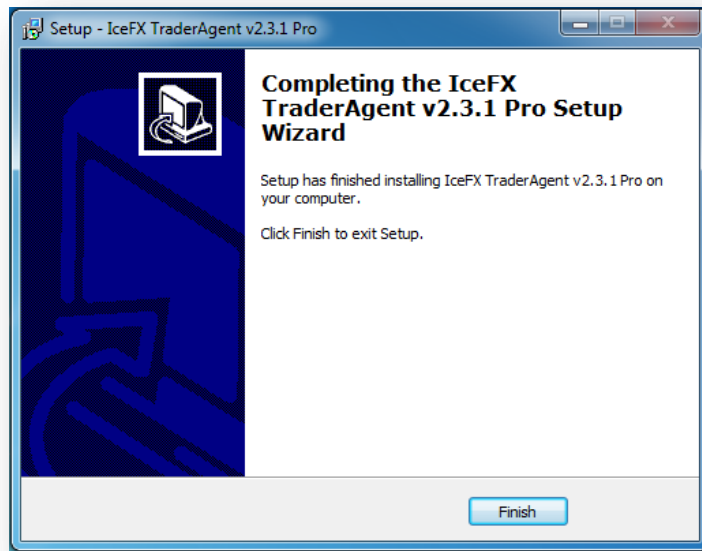 Setup - IceFX TraderAgent v2.3.1 Pro
Completing the IceFX
TraderAgent v2.3.1 Pro Setup
Wizard
Setup has finished installing IceFX TraderAgent v2.3.1 Pro on
your computer.
Click Finish to exit Setup.
Finish